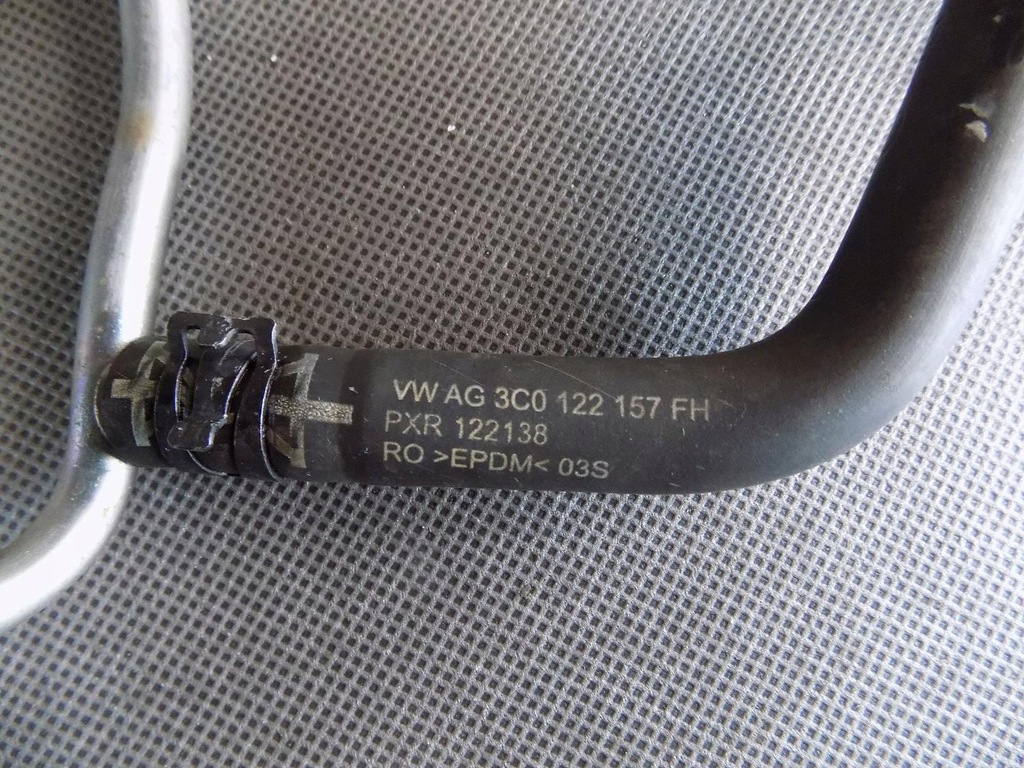 VW AG 3C0 122 157 FH
PXR 122138
RO >EPDM< 03S